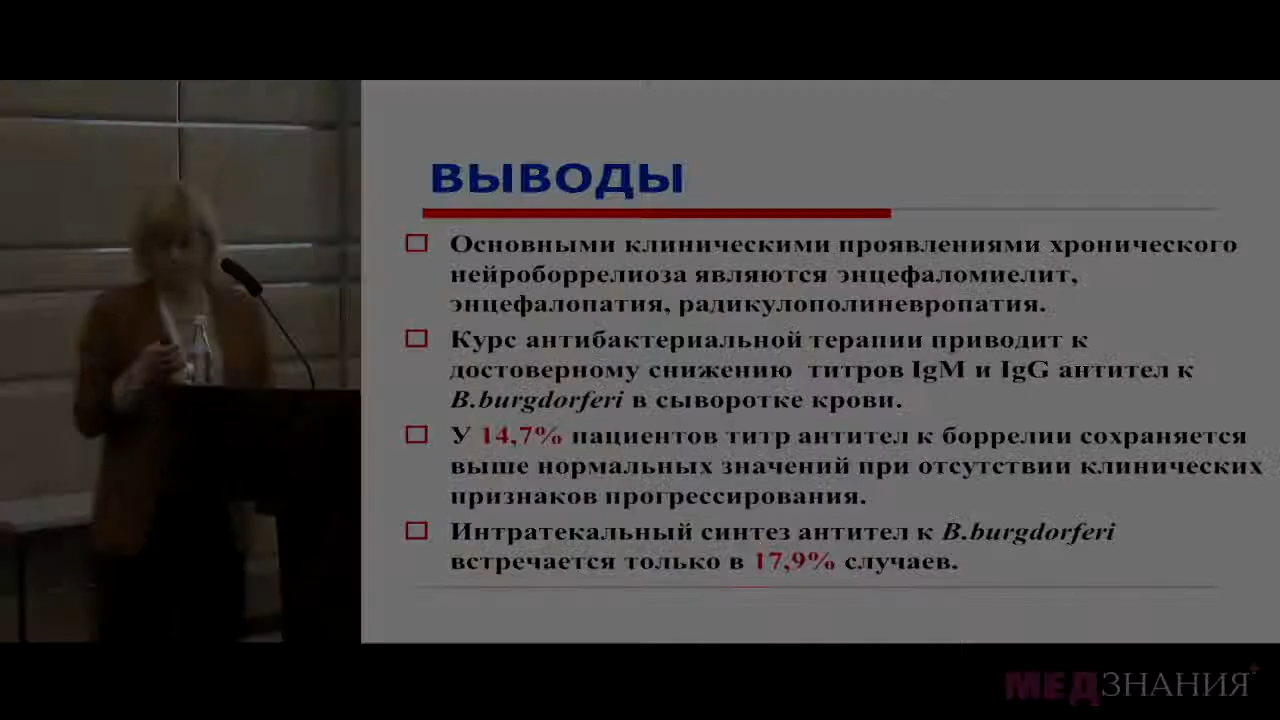 ВЫВОДЫ
Основными клиническими проявлениями хронического
нейроборрелиоза являются энцефаломиелит,
энцефалопатия, радикулополиневропатия.
Курс антибактериальной терапии приводит к
достоверному снижению титров IgM и IgG антител к
B.burgdorferi в сыворотке крови.
У 14,7% пациентов титр антител к боррелии сохраняется
выше нормальных значений при отсутствии клинических
признаков прогрессирования.
Интратекальный синтез антител к B.burgdorferi
встречается только в 17,9% случаев.
МЕДЗНАНИЯ+